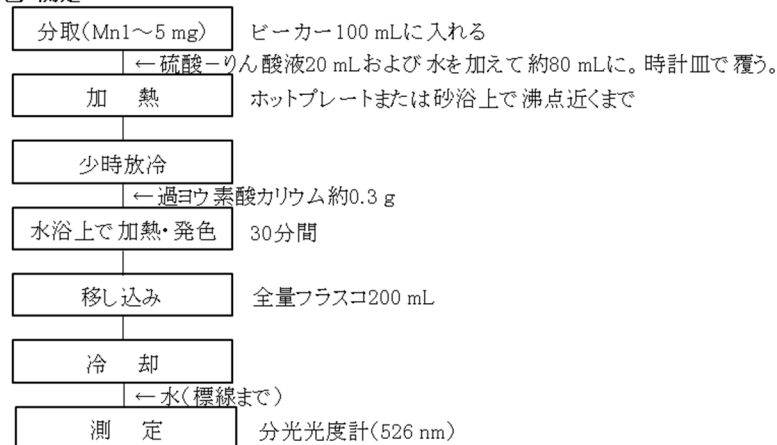 分取(Mn1～5 mg) ビーカー100 mLに入れる
←硫酸－りん酸液20 mLおよび水を加えて約80 mLに。時計皿で覆う。
加 熱 ホットプレートまたは砂浴上で沸点近くまで
少時放冷
←過ヨウ素酸カリウム約0.3 g
水浴上で加熱・発色 30分間
移し込み 全量フラスコ200 mL
冷 却
←水(標線まで)
測 定 分光光度計(526 nm)